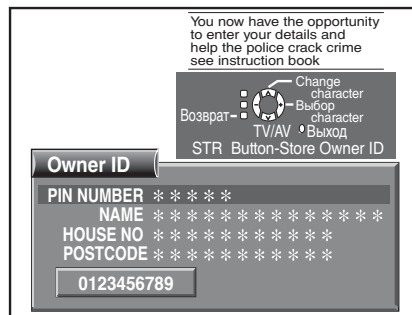 You now have the opportunity
to enter your details and
help the police crack crime
see instruction book
Change
character
Выбор
character
Возврат
TV/AV Выход
STR Button-Store Owner ID
Owner ID
PIN NUMBER * * * * *
NAME * * * * * * * * * * * * * *
HOUSE NO * * * * * * * * * * *
POSTCODE * * * * * * * * * * *
0123456789